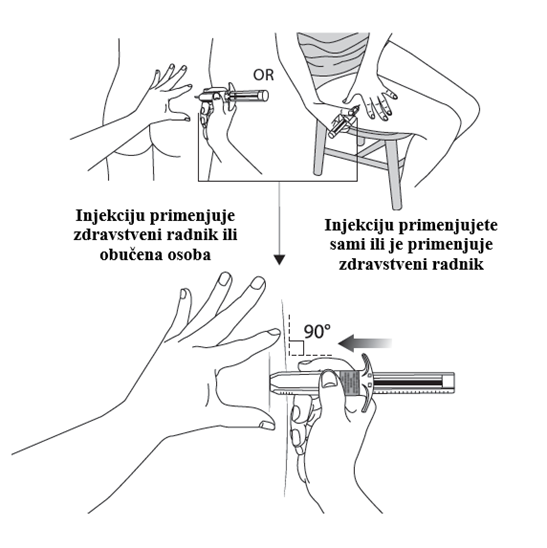 OR
Injekciju primenjuje
zdravstveni radnik ili
obučena osoba
Injekciju primenjujete
sami ili je primenjuje
zdravstveni radnik
90°